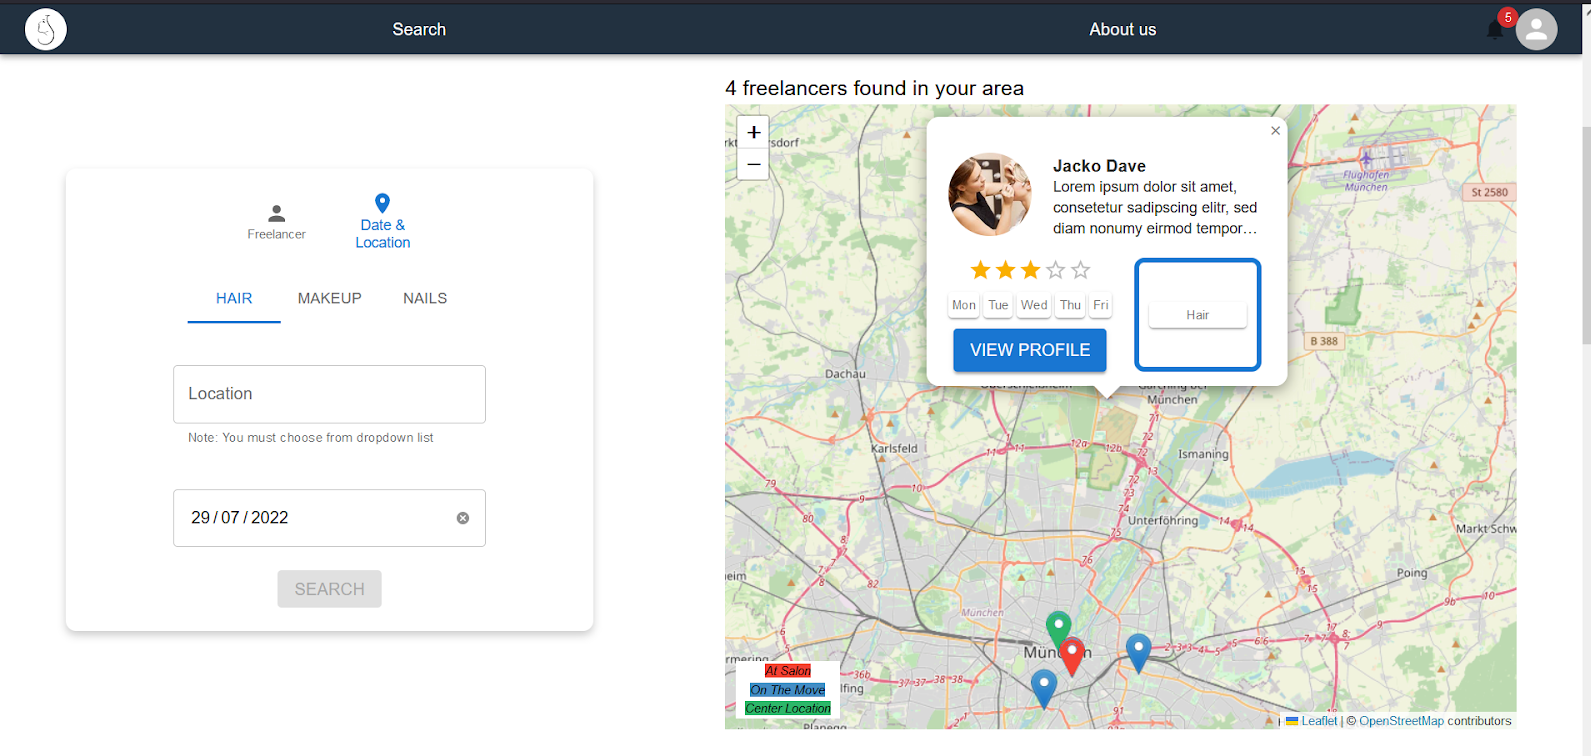 Search
About us
5
4 freelancers found in your area
Freelancer
Date &
Location
HAIR
MAKEUP
NAILS
Location
Note: You must choose from dropdown list
29/07/2022
SEARCH
+
−
×
Jacko Dave
Lorem ipsum dolor sit amet,
consetetur sadipscing elitr, sed
diam nonumy eirmod tempor…
Mon Tue Wed Thu Fri
Hair
VIEW PROFILE
Flughafen
München
St 2580
B 388
Dachau
München
Karlsfeld
Ismaning
Unterföhring
Markt Schw
Poing
München
At Salon
On The Move
Center Location
Leaflet | © OpenStreetMap contributors